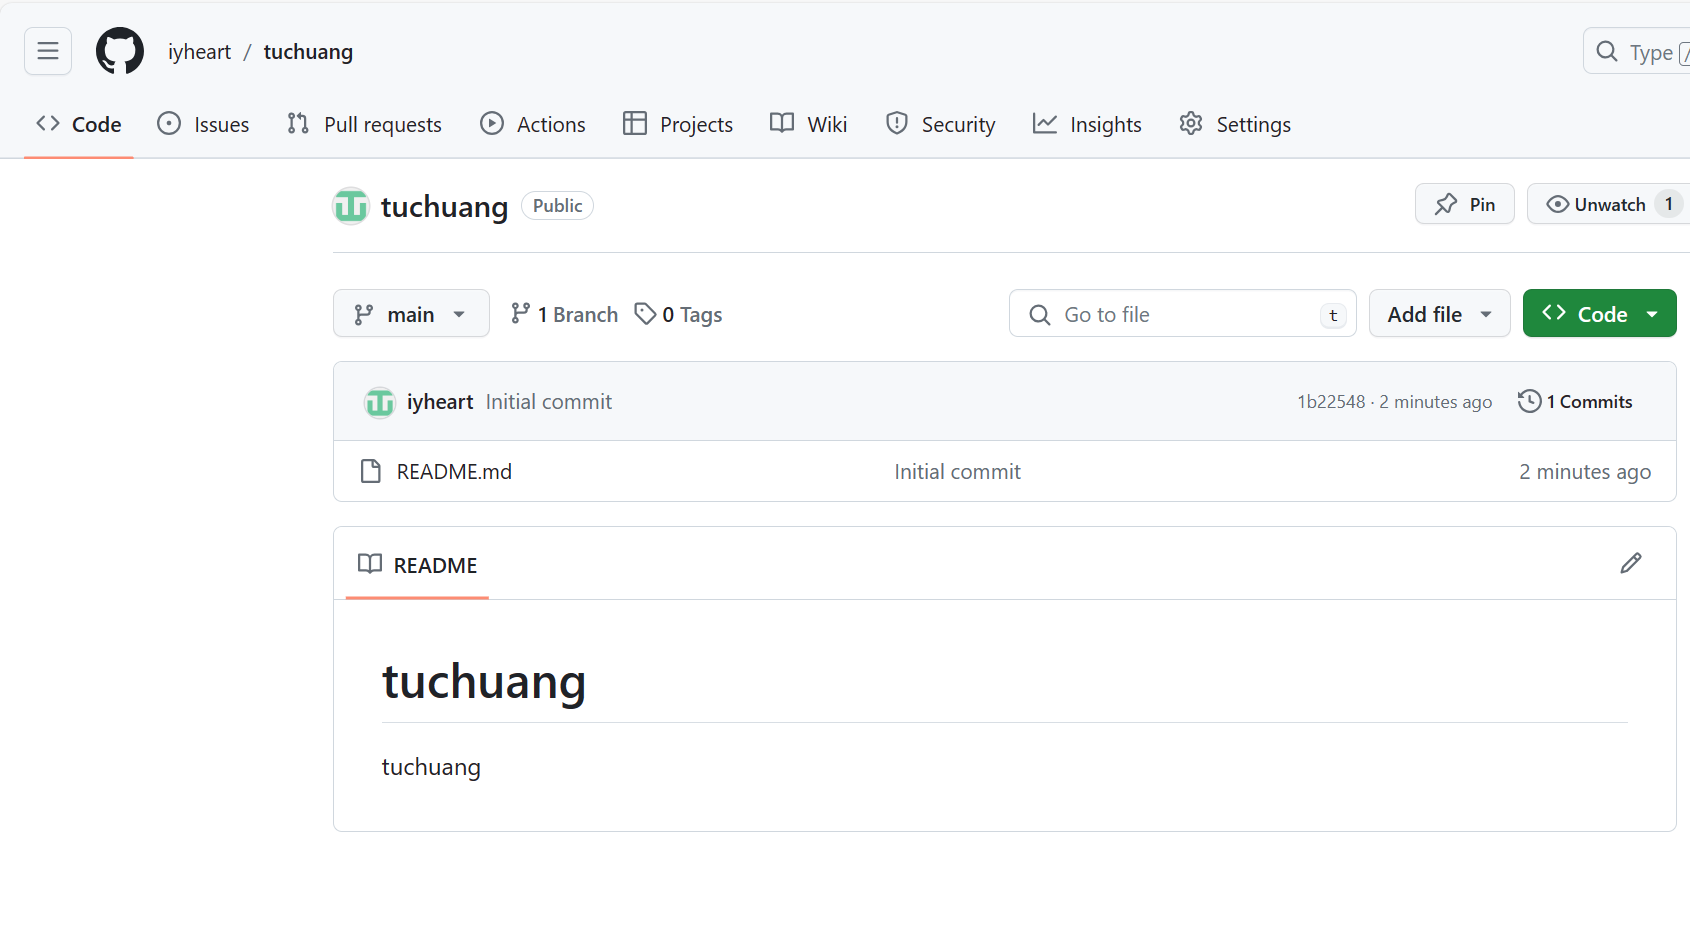 iyheart / tuchuang
Type /
Code Issues Pull requests Actions Projects Wiki Security Insights Settings
tuchuang Public
Pin Unwatch 1
main 1 Branch 0 Tags
Go to file t Add file Code
iyheart Initial commit 1b22548 · 2 minutes ago 1 Commits
README.md Initial commit 2 minutes ago
README
tuchuang
tuchuang